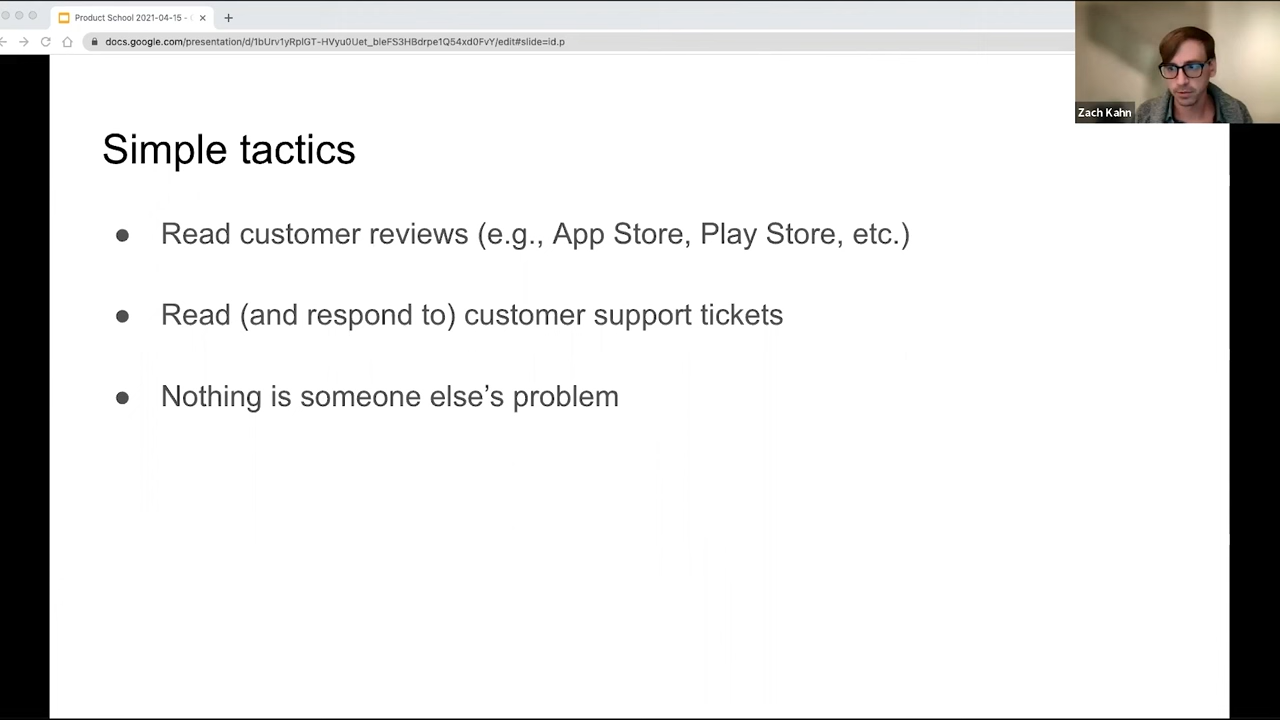 Product School 2021-04-15 -
docs.google.com/presentation/d/1bUrv1yRplGT-HVyu0Uet_bleFS3HBdrpe1Q54xd0FvY/edit#slide=id.p
Zach Kahn
Simple tactics
● Read customer reviews (e.g., App Store, Play Store, etc.)
● Read (and respond to) customer support tickets
● Nothing is someone else’s problem